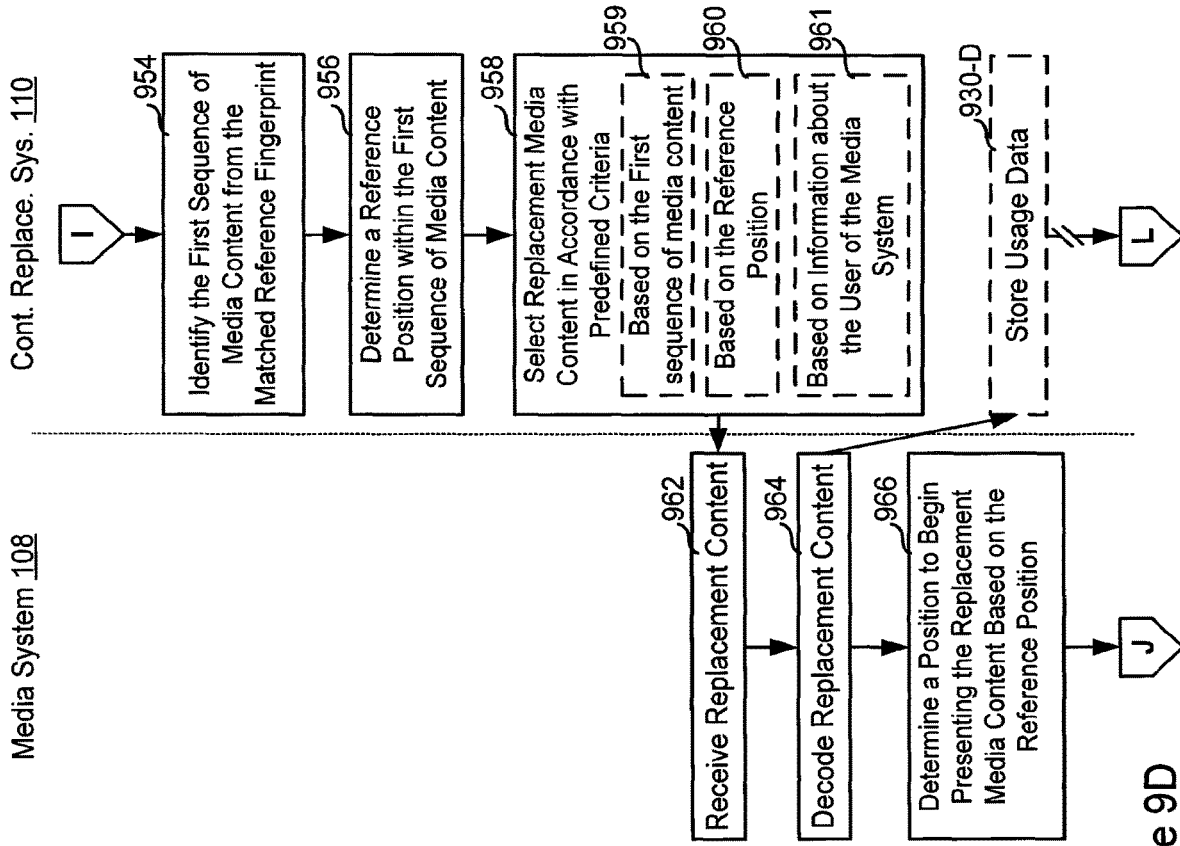 Media System 108
Cont. Replace. Sys. 110
I
954
Identify the First Sequence of
Media Content from the
Matched Reference Fingerprint
956
Determine a Reference
Position within the First
Sequence of Media Content
958
Select Replacement Media
Content in Accordance with
Predefined Criteria
959
Based on the First
sequence of media content
960
Based on the Reference
Position
961
Based on Information about
the User of the Media
System
962
Receive Replacement Content
964
Decode Replacement Content
966
Determine a Position to Begin
Presenting the Replacement
Media Content Based on the
Reference Position
J
930-D
Store Usage Data
L
e 9D